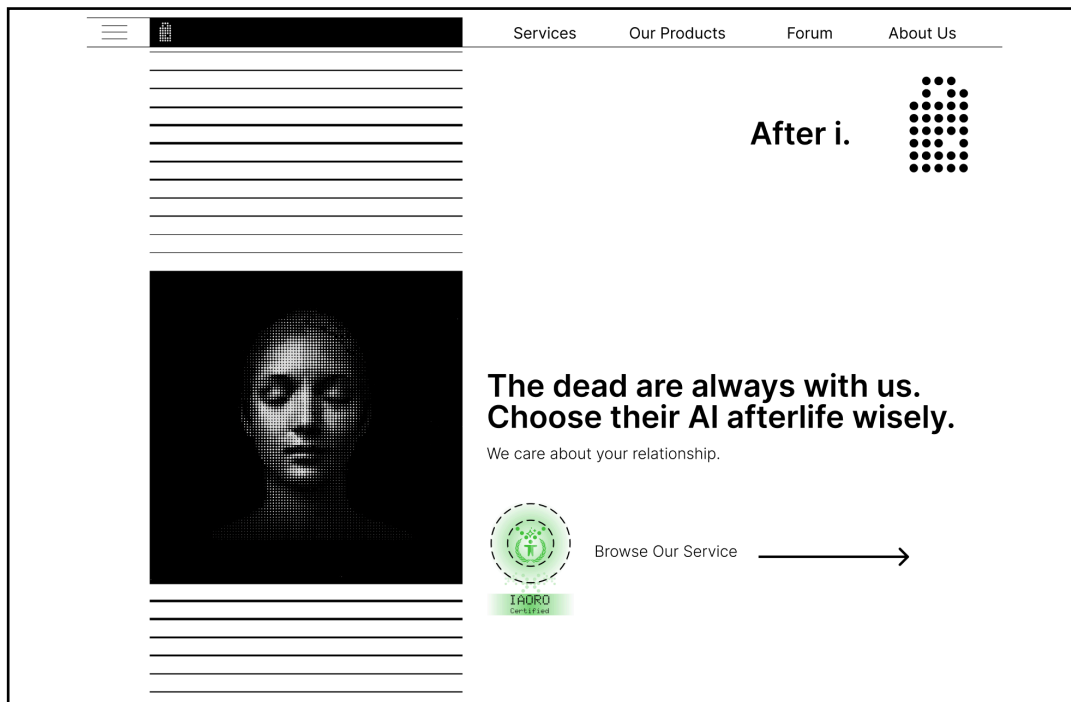 Services
Our Products
Forum
About Us
After i.
The dead are always with us.
Choose their AI afterlife wisely.
We care about your relationship.
Browse Our Service
IAORO
Certified